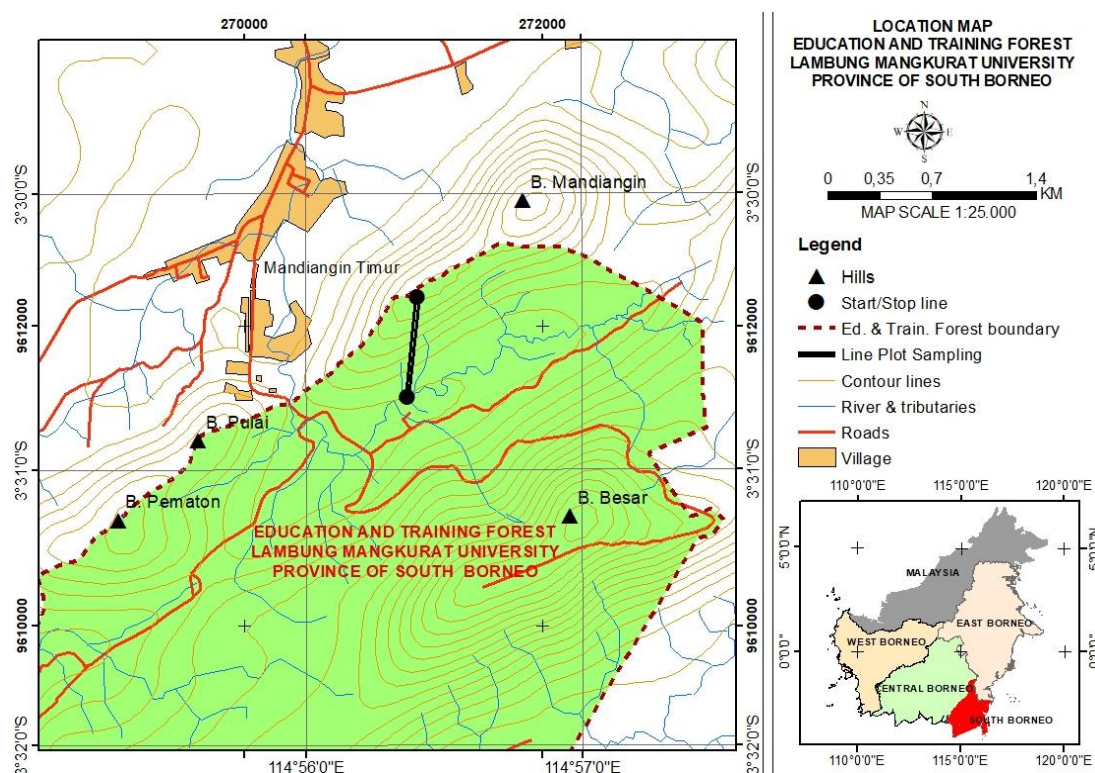 270000
272000
3°30'0"S
9612000
3°31'0"S
9610000
3°32'0"S
B. Mandiangin
Mandiangin Timur
B. Pulai
B. Pematon
B. Besar
EDUCATION AND TRAINING FOREST
LAMBUNG MANGKURAT UNIVERSITY
PROVINCE OF SOUTH BORNEO
3°30'0"S
9612000
3°31'0"S
9610000
3°32'0"S
114°56'0"E
114°57'0"E
LOCATION MAP
EDUCATION AND TRAINING FOREST
LAMBUNG MANGKURAT UNIVERSITY
PROVINCE OF SOUTH BORNEO
N
W E
S
0 0,35 0,7 1,4
KM
MAP SCALE 1:25.000
Legend
Hills
Start/Stop line
Ed. & Train. Forest boundary
Line Plot Sampling
Contour lines
River & tributaries
Roads
Village
110°0'0"E 115°0'0"E 120°0'0"E
5°0'0"N
0°0'0"
5°0'0"N
0°0'0"
MALAYSIA
EAST BORNEO
WEST BORNEO
CENTRAL BORNEO
SOUTH BORNEO
110°0'0"E 115°0'0"E 120°0'0"E